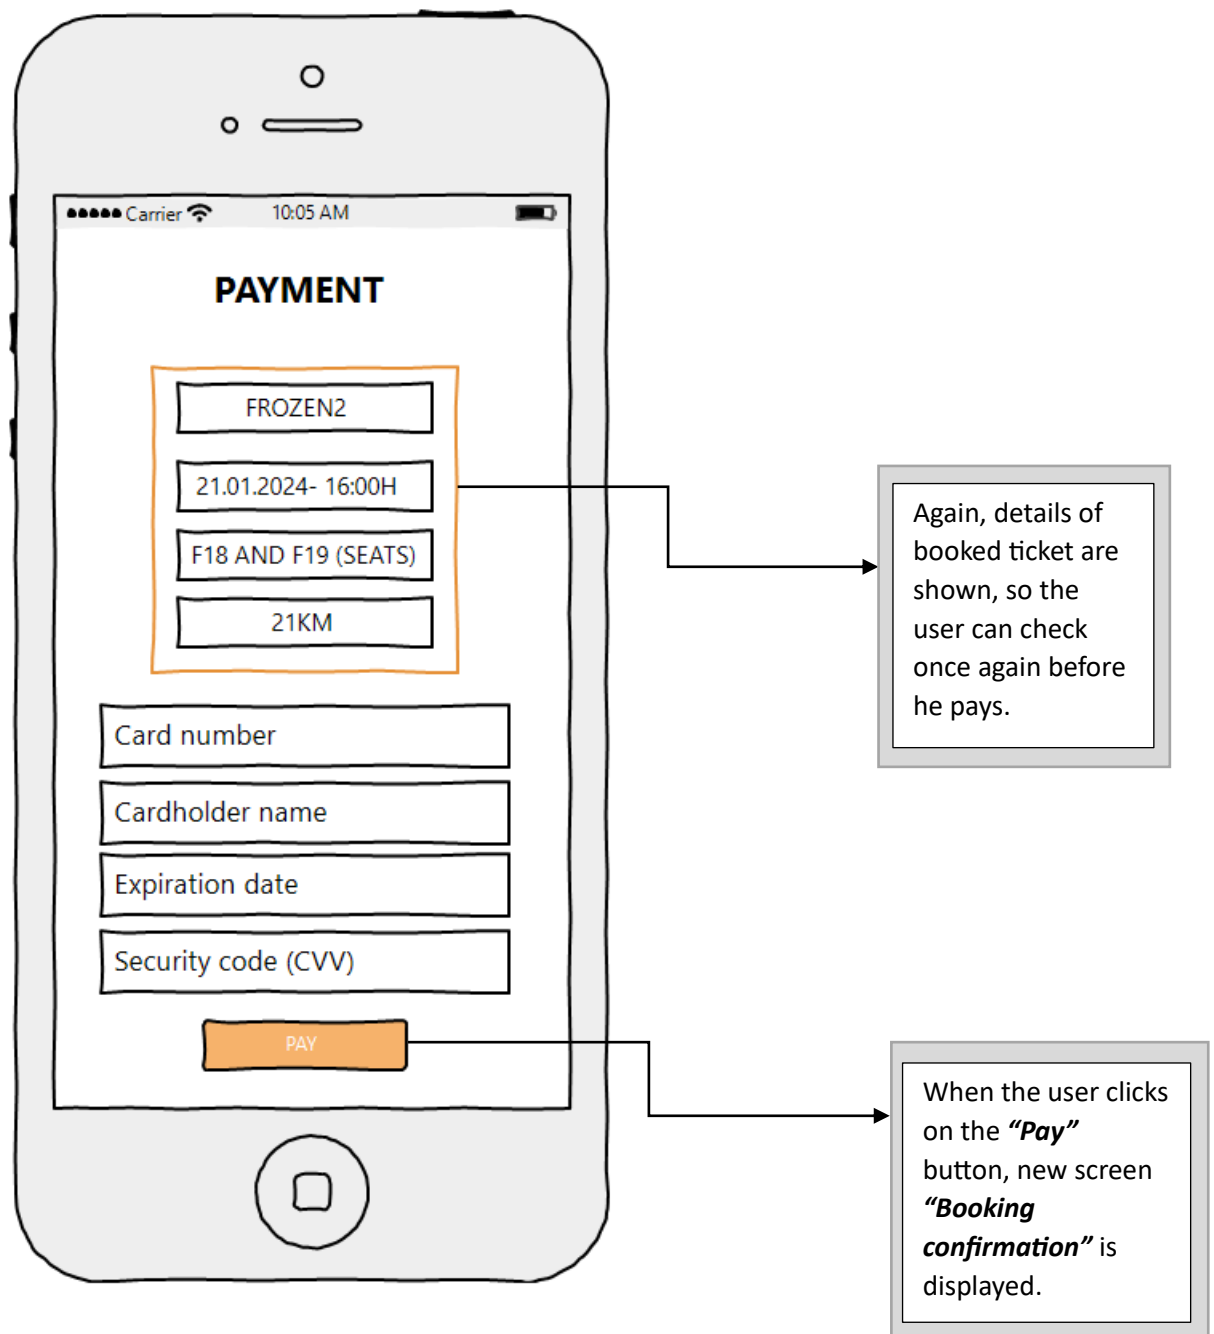 Carrier 10:05 AM
PAYMENT
FROZEN2
21.01.2024- 16:00H
F18 AND F19 (SEATS)
21KM
Card number
Cardholder name
Expiration date
Security code (CVV)
PAY
Again, details of
booked ticket are
shown, so the
user can check
once again before
he pays.
When the user clicks
on the “Pay”
button, new screen
“Booking
confirmation” is
displayed.